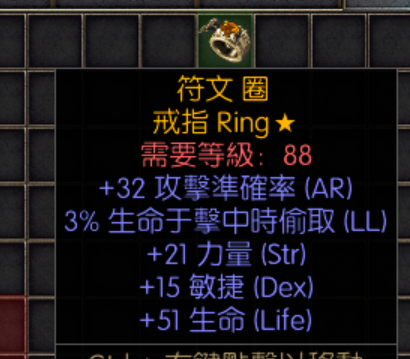 符文 圈
戒指 Ring★
需要等級: 88
+32 攻擊準確率 (AR)
3% 生命于擊中時偷取 (LL)
+21 力量 (Str)
+15 敏捷 (Dex)
+51 生命 (Life)